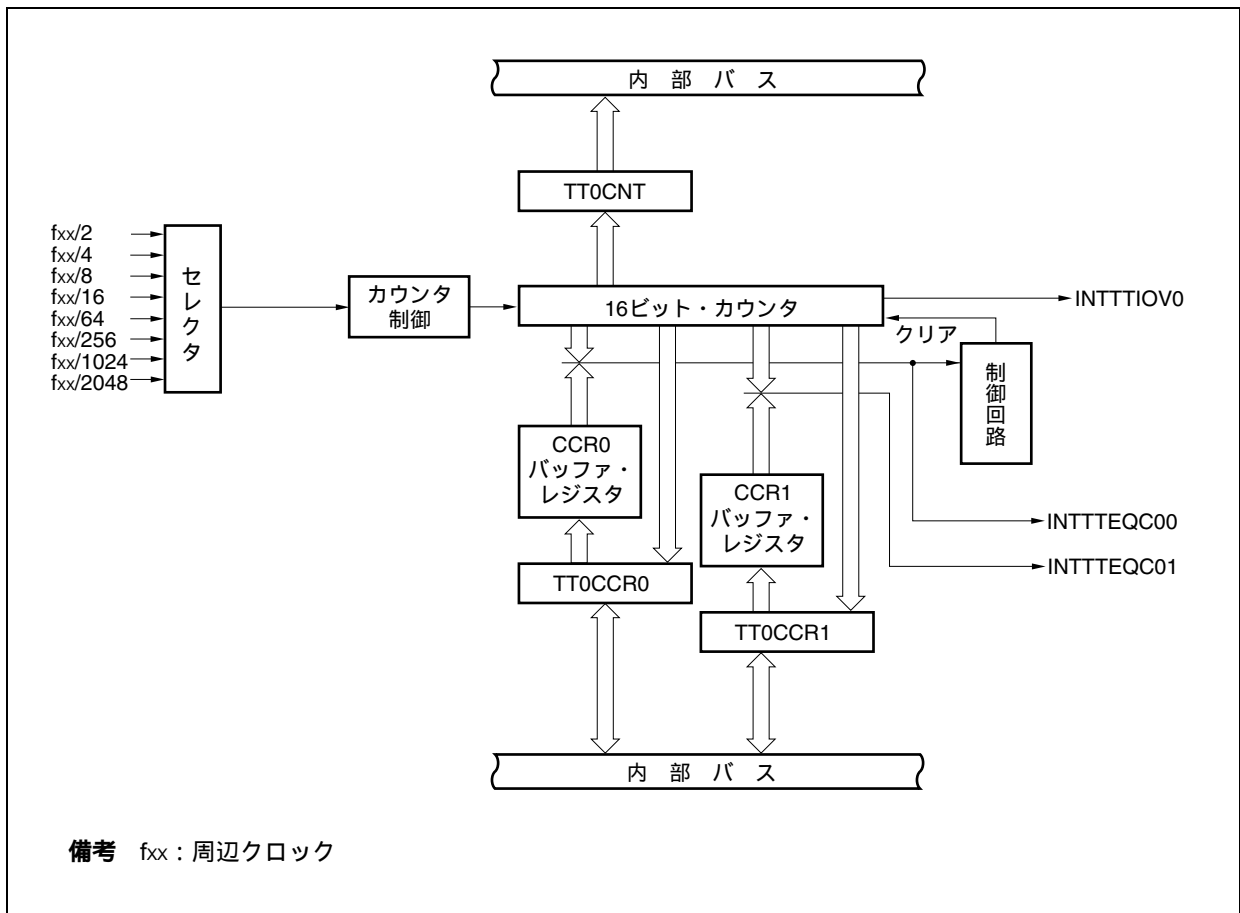 内 部 バ ス
TT0CNT
fxx/2
fxx/4
fxx/8
fxx/16
fxx/64
fxx/256
fxx/1024
fxx/2048
セレクタ
カウンタ
制御
16ビット・カウンタ
INTTTIOV0
クリア
制御回路
CCR0
バッファ・
レジスタ
CCR1
バッファ・
レジスタ
INTTTEQC00
INTTTEQC01
TT0CCR0
TT0CCR1
内 部 バ ス
備考 fxx：周辺クロック